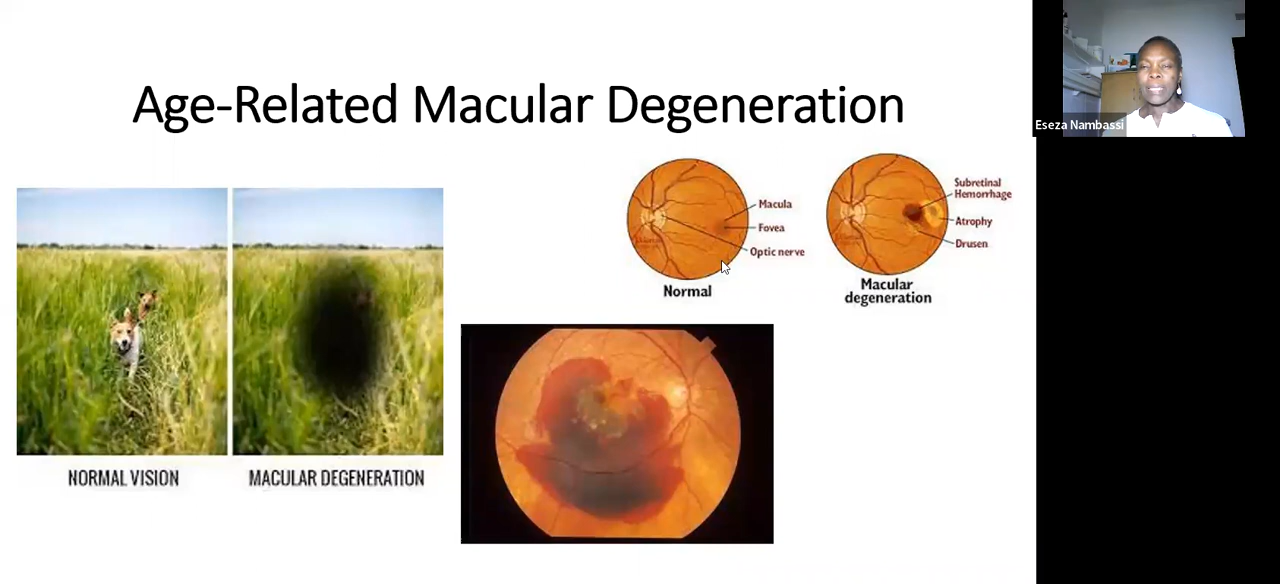 Age-Related Macular Degeneration
Eseza Nambassi
Macula
Fovea
Optic nerve
Normal
Subretinal
Hemorrhage
Atrophy
Drusen
Macular
degeneration
NORMAL VISION
MACULAR DEGENERATION